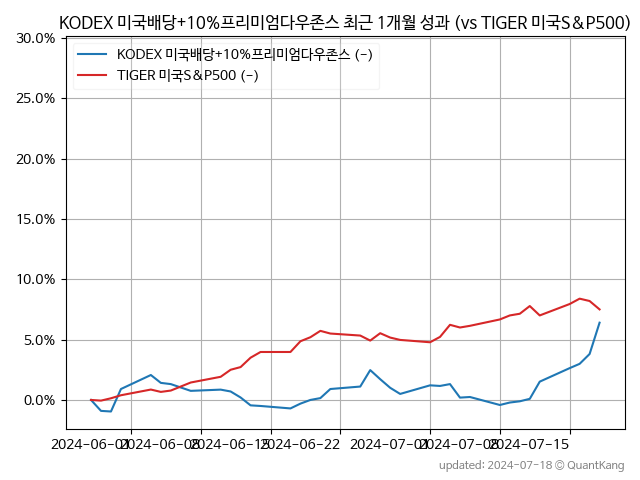 KODEX 미국배당+10%프리미엄다우존스 최근 1개월 성과 (vs TIGER 미국S&P500)
30.0%
KODEX 미국배당+10%프리미엄다우존스 (-)
TIGER 미국S&P500 (-)
25.0%
20.0%
15.0%
10.0%
5.0%
0.0%
2024-06-01 2024-06-08 2024-06-15 2024-06-22 2024-07-01 2024-07-08 2024-07-15
updated: 2024-07-18 © QuantKang